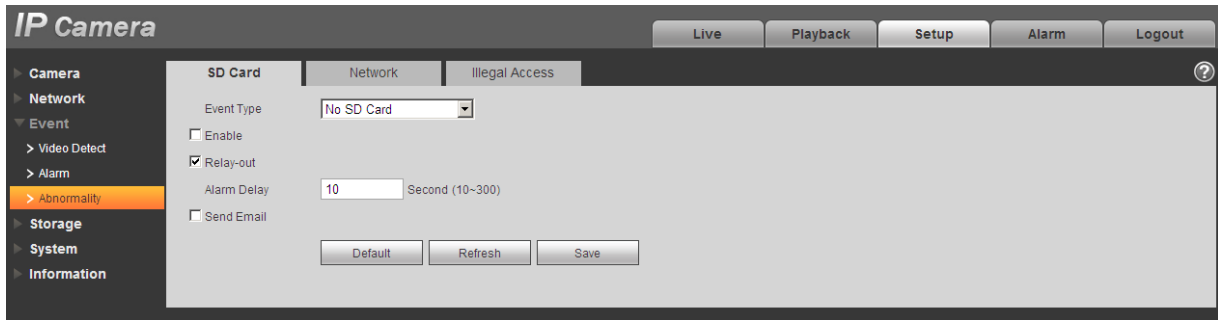 IP Camera
Live Playback Setup Alarm Logout
Camera
Network
Event
> Video Detect
> Alarm
> Abnormality
Storage
System
Information
SD Card Network Illegal Access ?
Event Type No SD Card
Enable
Relay-out
Alarm Delay 10 Second (10~300)
Send Email
Default Refresh Save